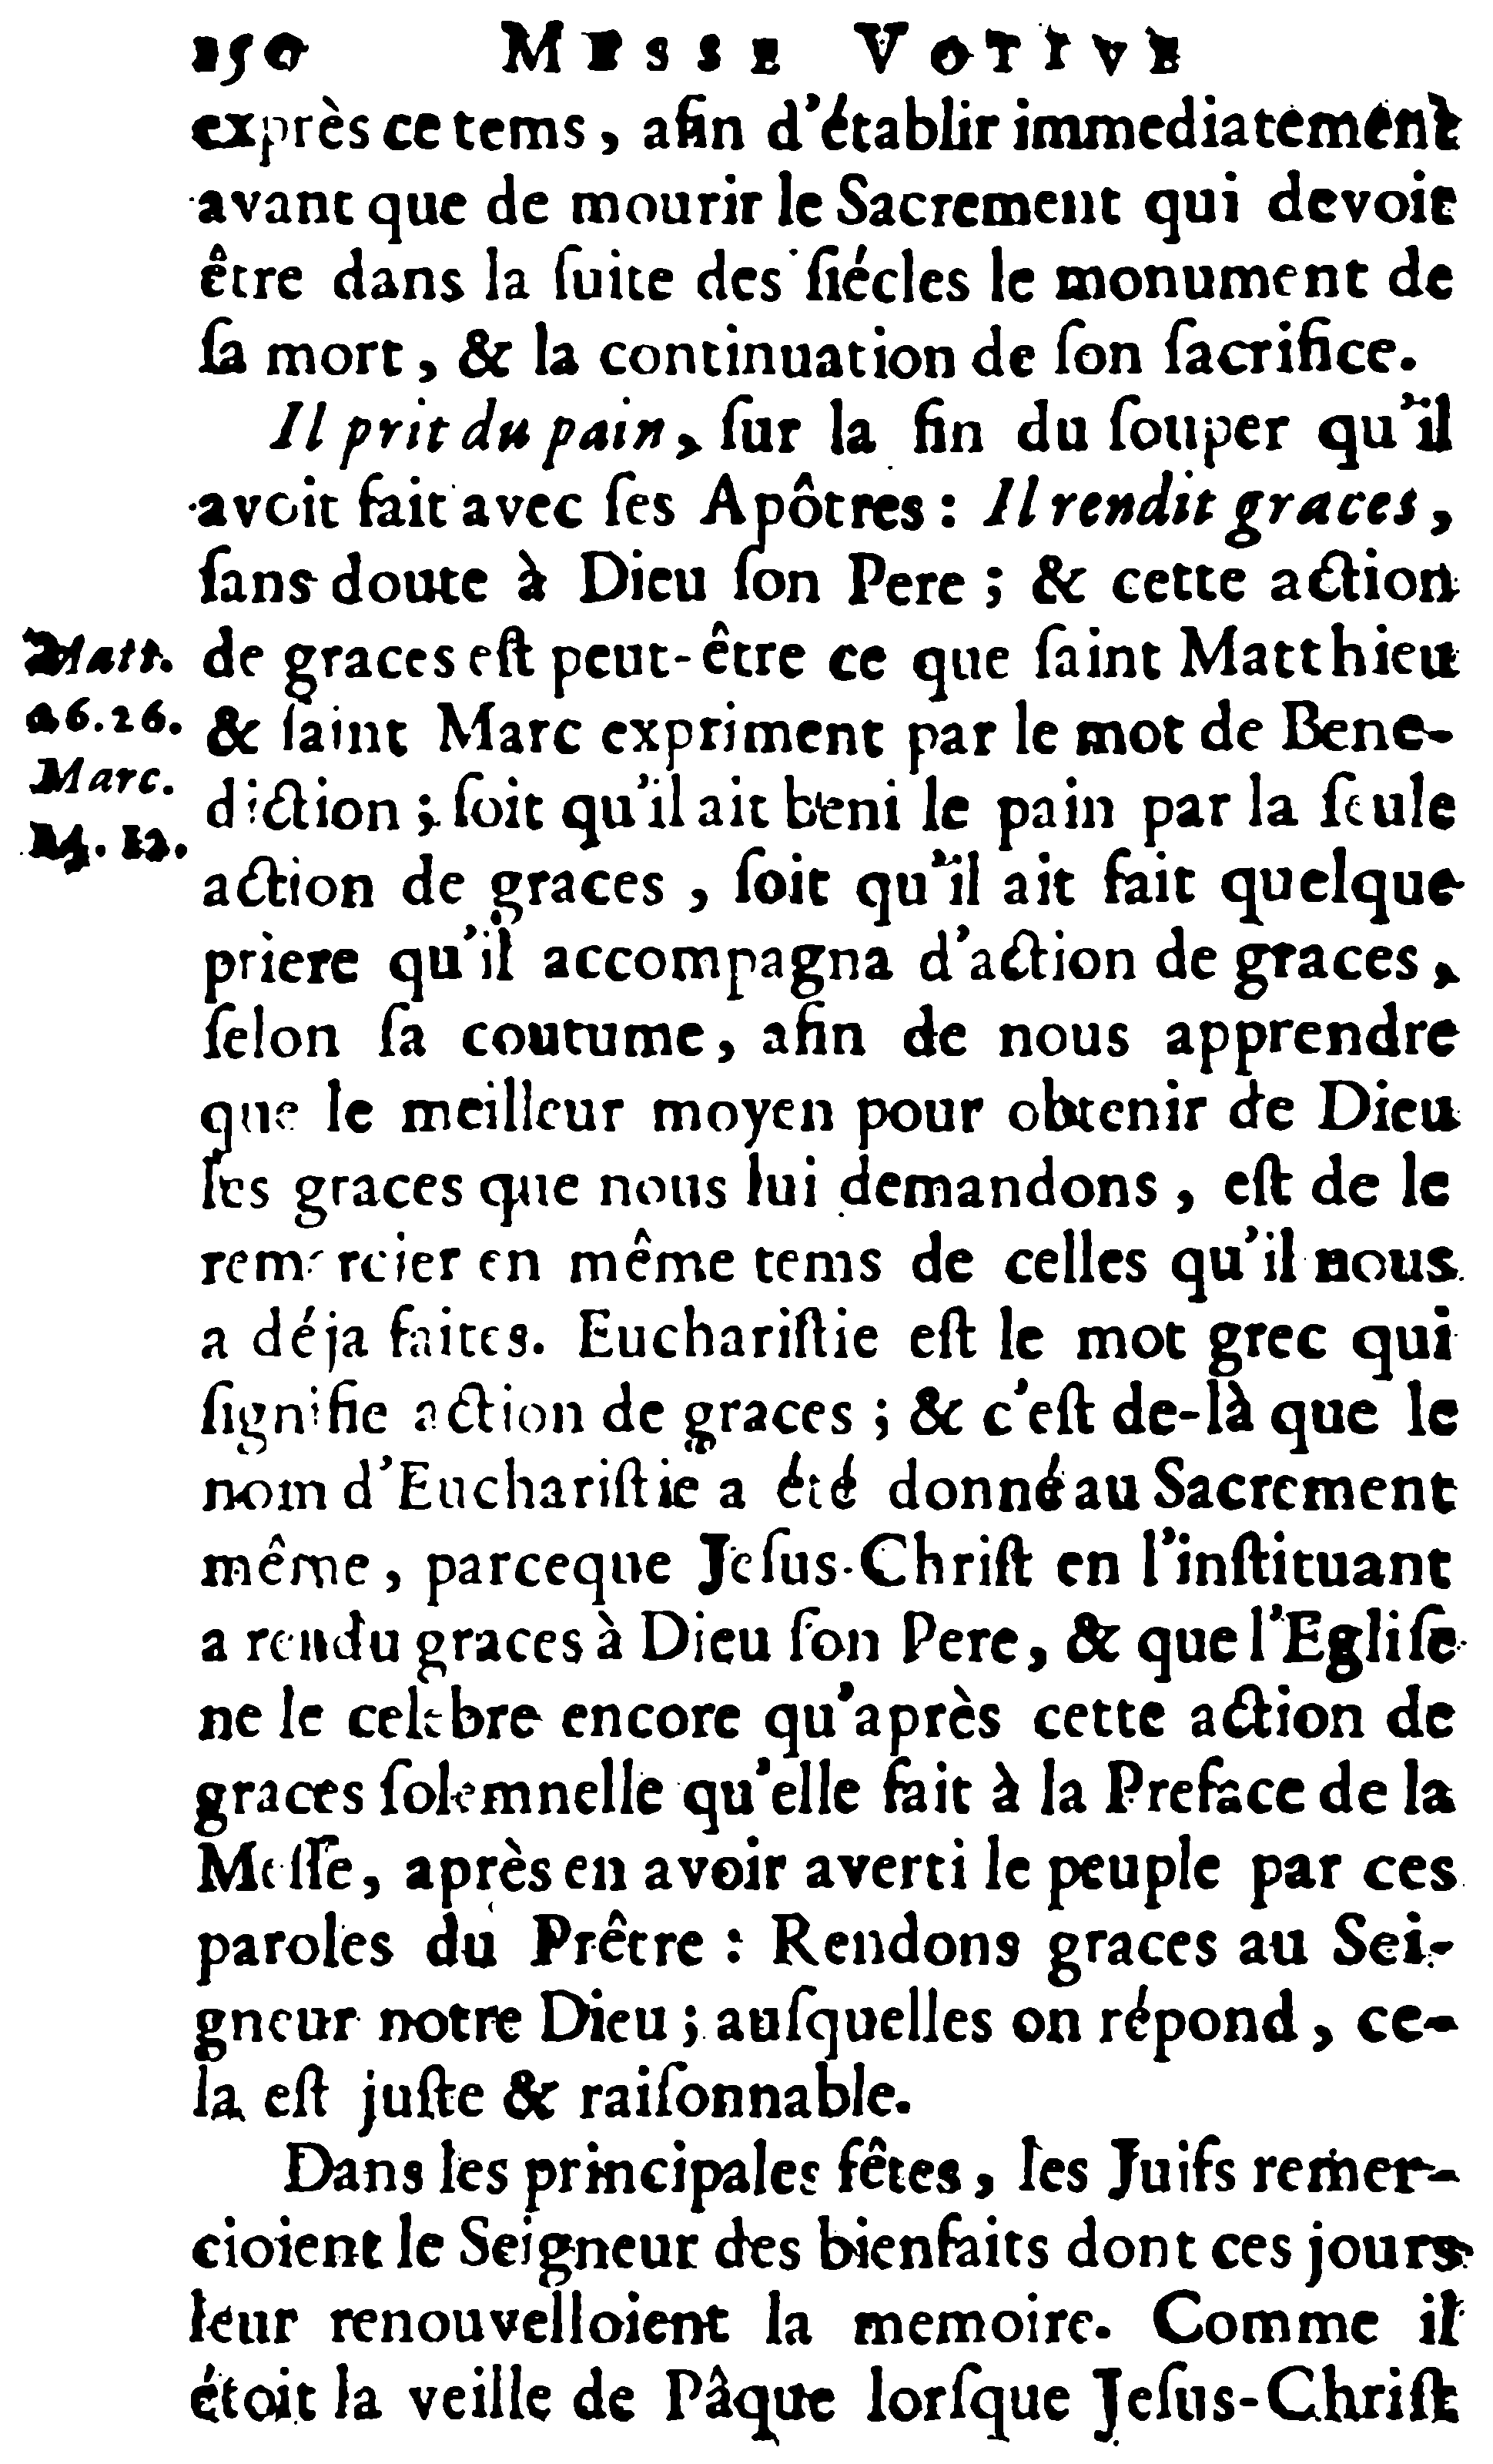 150 MESSE VOTIVE
exprès ce tems, afin d'établir immediatement
avant que de mourir le Sacrement qui devoit
être dans la ſuite des ſiécles le monument de
ſa mort, & la continuation de ſon ſacrifice.
Il prit du pain, ſur la fin du ſouper qu'il
avoit fait avec ſes Apôtres : Il rendit graces,
ſans doute à Dieu ſon Pere ; & cette action
de graces eſt peut-être ce que ſaint Matthieu
& ſaint Marc expriment par le mot de Bene-
diction ; ſoit qu'il ait beni le pain par la ſeule
action de graces, ſoit qu'il ait fait quelque
priere qu'il accompagna d'action de graces,
ſelon ſa coutume, afin de nous apprendre
que le meilleur moyen pour obtenir de Dieu
les graces que nous lui demandons, eſt de le
remercier en même tems de celles qu'il nous
a déja faites. Euchariſtie eſt le mot grec qui
ſignifie action de graces ; & c'eſt de-là que le
nom d'Euchariſtie a été donné au Sacrement
même, parceque Jeſus-Chriſt en l'inſtituant
a rendu graces à Dieu ſon Pere, & que l'Egliſe
ne le celebre encore qu'après cette action de
graces ſolemnelle qu'elle fait à la Preface de la
Meſſe, après en avoir averti le peuple par ces
paroles du Prêtre : Rendons graces au Sei-
gneur notre Dieu ; auſquelles on répond, ce-
la eſt juſte & raiſonnable.
Dans les principales fêtes, les Juifs remer-
cioient le Seigneur des bienfaits dont ces jours
leur renouvelloient la memoire. Comme il
étoit la veille de Pâque lorſque Jeſus-Chriſt
Matt.
26.26.
Marc.